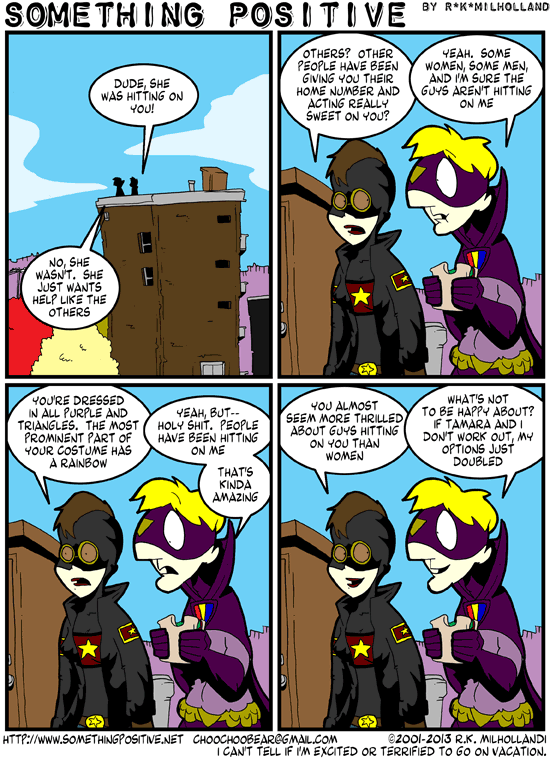 SOMETHING POSITIVE BY R*K*MILHOLLAND
DUDE, SHE
WAS HITTING ON
YOU!
NO, SHE
WASN'T. SHE
JUST WANTS
HELP LIKE THE
OTHERS
OTHERS? OTHER
PEOPLE HAVE BEEN
GIVING YOU THEIR
HOME NUMBER AND
ACTING REALLY
SWEET ON YOU?
YEAH. SOME
WOMEN, SOME MEN,
AND I'M SURE THE
GUYS AREN'T HITTING
ON ME
YOU'RE DRESSED
IN ALL PURPLE AND
TRIANGLES. THE MOST
PROMINENT PART OF
YOUR COSTUME HAS
A RAINBOW
YEAH, BUT--
HOLY SHIT. PEOPLE
HAVE BEEN HITTING
ON ME
THAT'S
KINDA
AMAZING
YOU ALMOST
SEEM MORE THRILLED
ABOUT GUYS HITTING
ON YOU THAN
WOMEN
WHAT'S NOT
TO BE HAPPY ABOUT?
IF TAMARA AND I
DON'T WORK OUT, MY
OPTIONS JUST
DOUBLED
HTTP://WWW.SOMETHINGPOSITIVE.NET CHOOCHOOBEAR@GMAIL.COM ©2001-2013 R.K. MILHOLLAND!
I CAN'T TELL IF I'M EXCITED OR TERRIFIED TO GO ON VACATION.